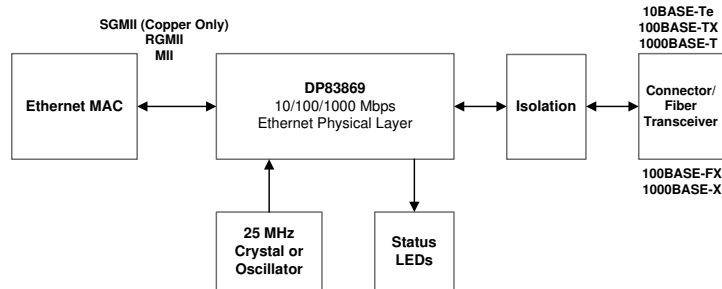 SGMII (Copper Only)
RGMII
MII
10BASE-Te
100BASE-TX
1000BASE-T
Ethernet MAC
DP83869
10/100/1000 Mbps
Ethernet Physical Layer
Isolation
Connector/
Fiber
Transceiver
100BASE-FX
1000BASE-X
25 MHz
Crystal or
Oscillator
Status
LEDs